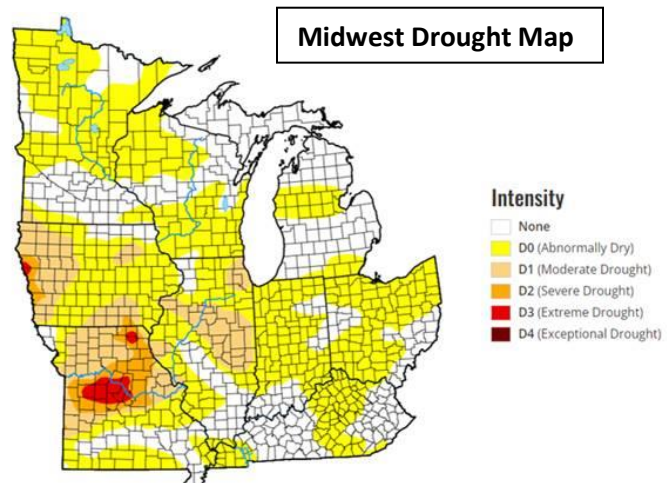 Midwest Drought Map
Intensity
None
D0 (Abnormally Dry)
D1 (Moderate Drought)
D2 (Severe Drought)
D3 (Extreme Drought)
D4 (Exceptional Drought)